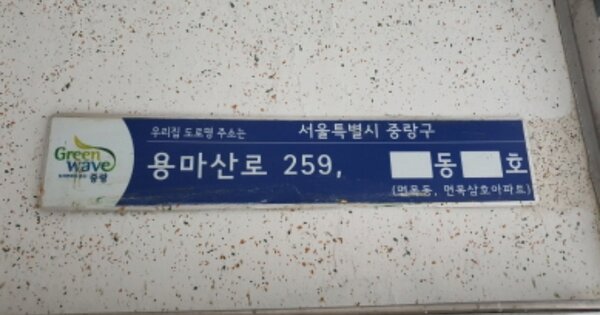 Green
wave
중랑
우리집 도로명 주소는 서울특별시 중랑구
용마산로 259, 동 호
(면목동, 면목삼호아파트)